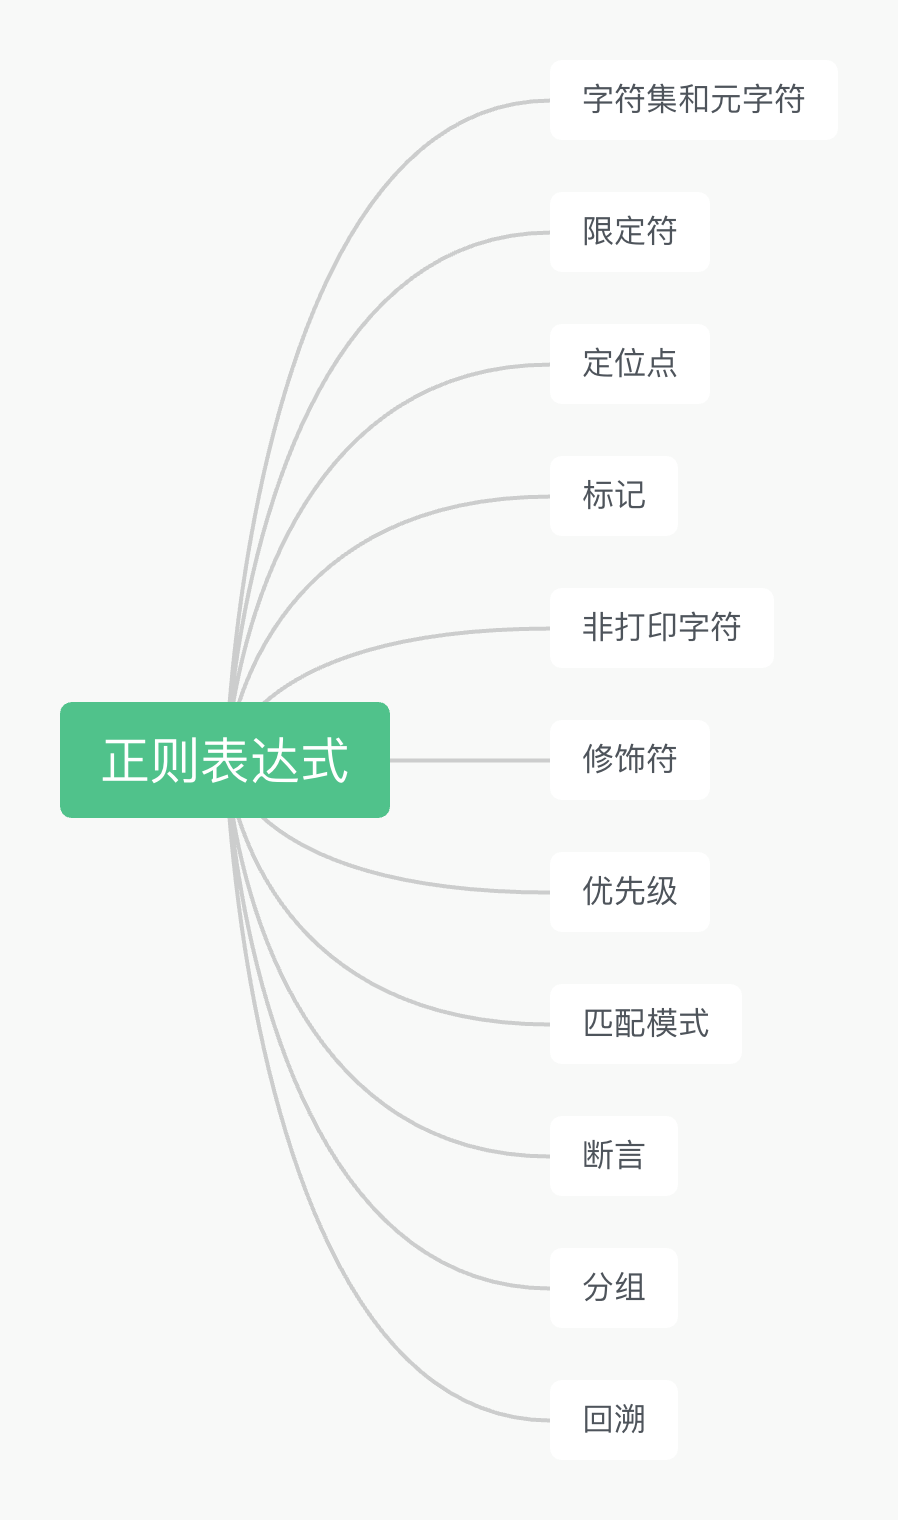 字符集和元字符
限定符
定位点
标记
非打印字符
正则表达式
修饰符
优先级
匹配模式
断言
分组
回溯